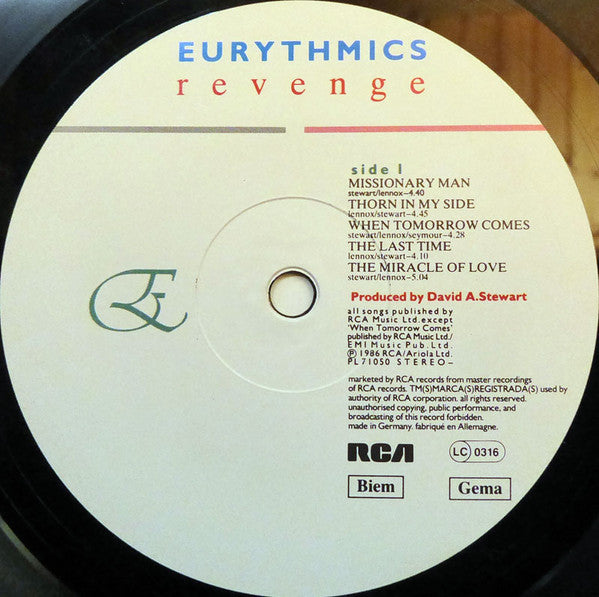 EURYTHMICS
revenge
side I
MISSIONARY MAN
stewart/lennox–4.40
THORN IN MY SIDE
lennox/stewart–4.45
WHEN TOMORROW COMES
stewart/lennox/seymour–4.28
THE LAST TIME
lennox/stewart–4.10
THE MIRACLE OF LOVE
stewart/lennox–5.04
Produced by David A.Stewart
all songs published by
RCA Music Ltd.except
'When Tomorrow Comes'
published by RCA Music Ltd./
EMI Music Pub. Ltd.
℗ 1986 RCA/Ariola Ltd.
PL 71050 STEREO –
marketed by RCA records from master recordings
of RCA records. TM(S)MARCA(S)REGISTRADA(S) used by
authority of RCA corporation. all rights reserved.
unauthorised copying, public performance, and
broadcasting of this record forbidden.
made in Germany. fabriqué en Allemagne.
RCA
LC 0316
Biem
Gema